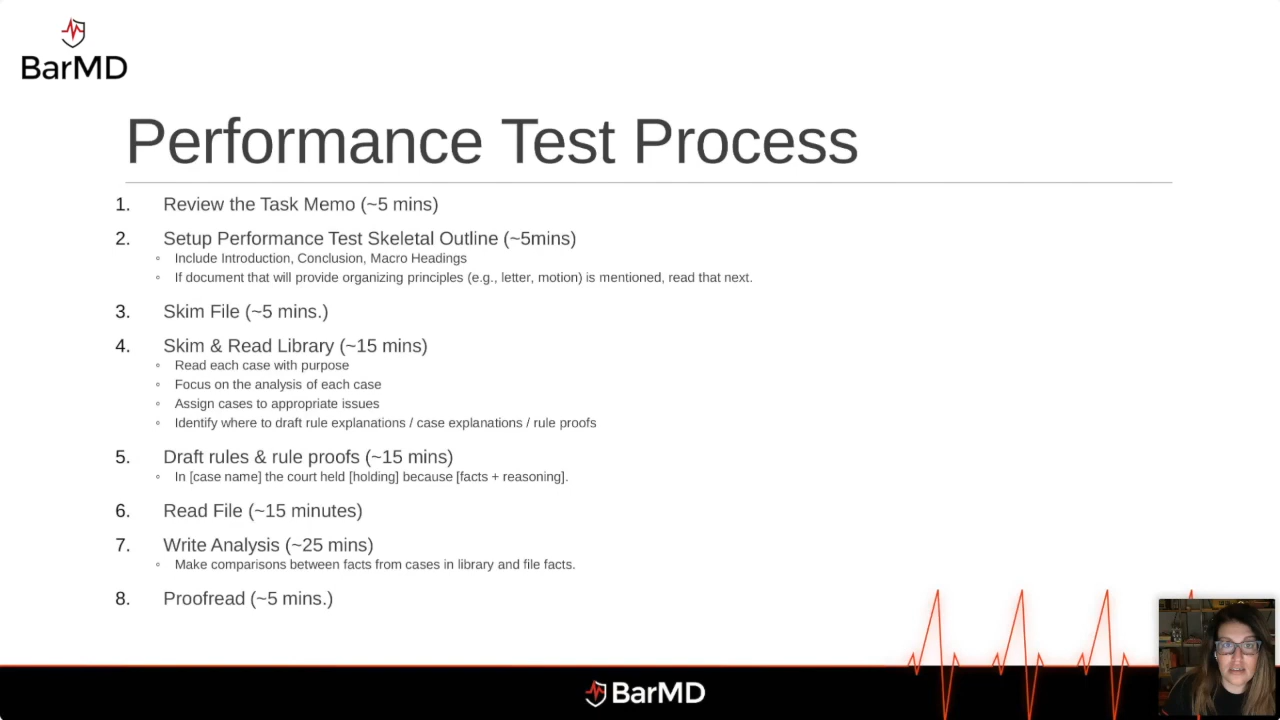 BarMD
Performance Test Process
1. Review the Task Memo (~5 mins)
2. Setup Performance Test Skeletal Outline (~5mins)
◦ Include Introduction, Conclusion, Macro Headings
◦ If document that will provide organizing principles (e.g., letter, motion) is mentioned, read that next.
3. Skim File (~5 mins.)
4. Skim & Read Library (~15 mins)
◦ Read each case with purpose
◦ Focus on the analysis of each case
◦ Assign cases to appropriate issues
◦ Identify where to draft rule explanations / case explanations / rule proofs
5. Draft rules & rule proofs (~15 mins)
◦ In [case name] the court held [holding] because [facts + reasoning].
6. Read File (~15 minutes)
7. Write Analysis (~25 mins)
◦ Make comparisons between facts from cases in library and file facts.
8. Proofread (~5 mins.)
BarMD